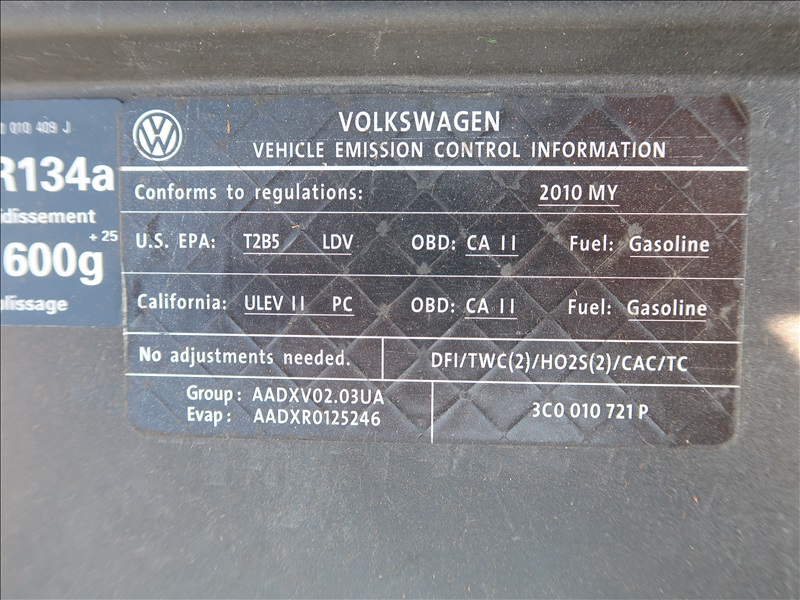 010 409 J
R134a
idissement
600g + 25
plissage
VOLKSWAGEN
VEHICLE EMISSION CONTROL INFORMATION
Conforms to regulations: 2010 MY
U.S. EPA: T2B5 LDV OBD: CA II Fuel: Gasoline
California: ULEV II PC OBD: CA II Fuel: Gasoline
No adjustments needed. DFI/TWC(2)/HO2S(2)/CAC/TC
Group: AADXV02.03UA
Evap: AADXR0125246
3C0 010 721 P